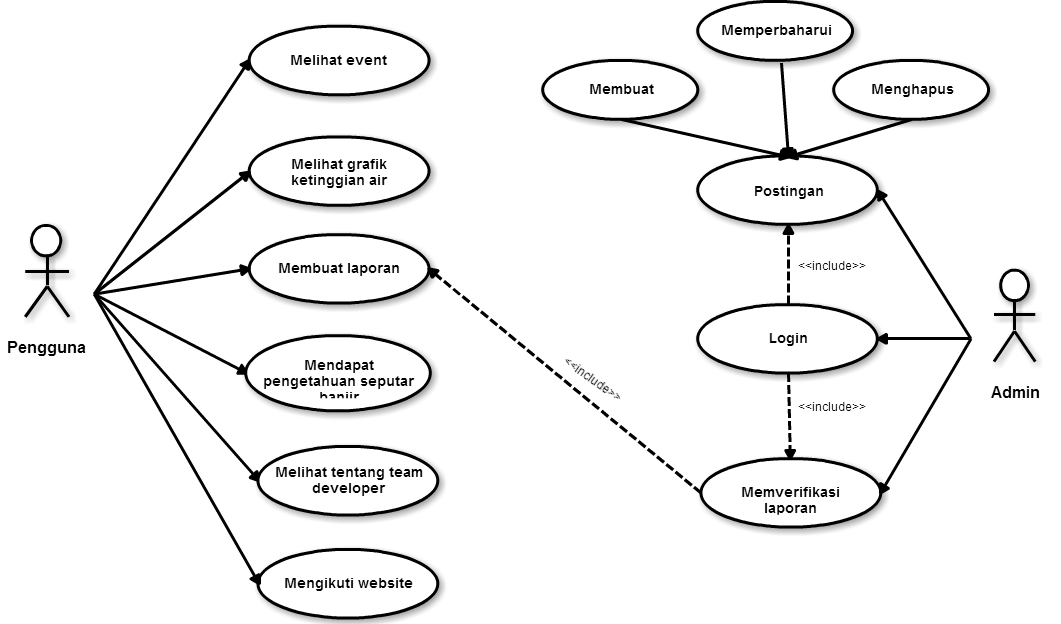 Melihat event
Melihat grafik
ketinggian air
Membuat laporan
Mendapat
pengetahuan seputar
banjir
Melihat tentang team
developer
Mengikuti website
Pengguna
<<include>>
Memperbaharui
Membuat
Menghapus
Postingan
<<include>>
Login
<<include>>
Memverifikasi
laporan
Admin